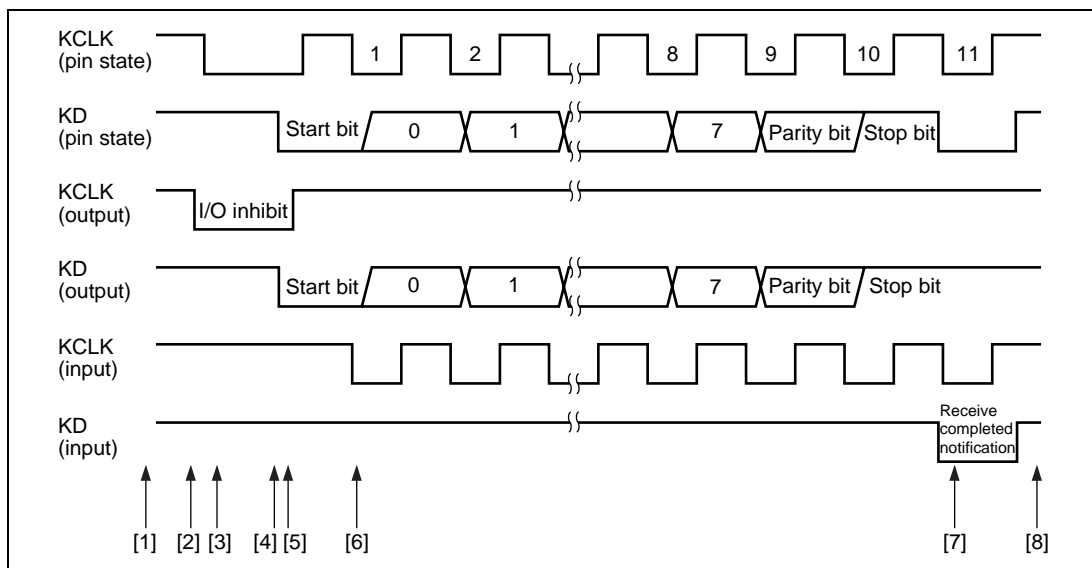 KCLK
(pin state)
1 2 8 9 10 11
KD
(pin state)
Start bit 0 1 7 Parity bit Stop bit
KCLK
(output)
I/O inhibit
KD
(output)
Start bit 0 1 7 Parity bit Stop bit
KCLK
(input)
KD
(input)
Receive
completed
notification
[1] [2] [3] [4] [5] [6] [7] [8]